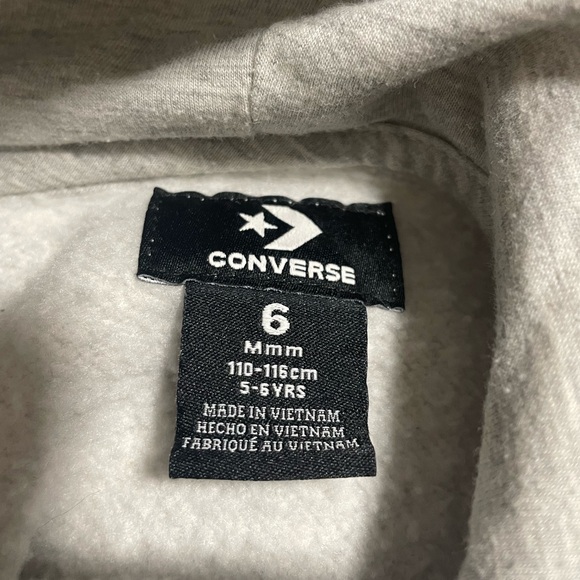 CONVERSE
6
Mmm
110-116cm
5-6YRS
MADE IN VIETNAM
HECHO EN VIETNAM
FABRIQUÉ AU VIETNAM